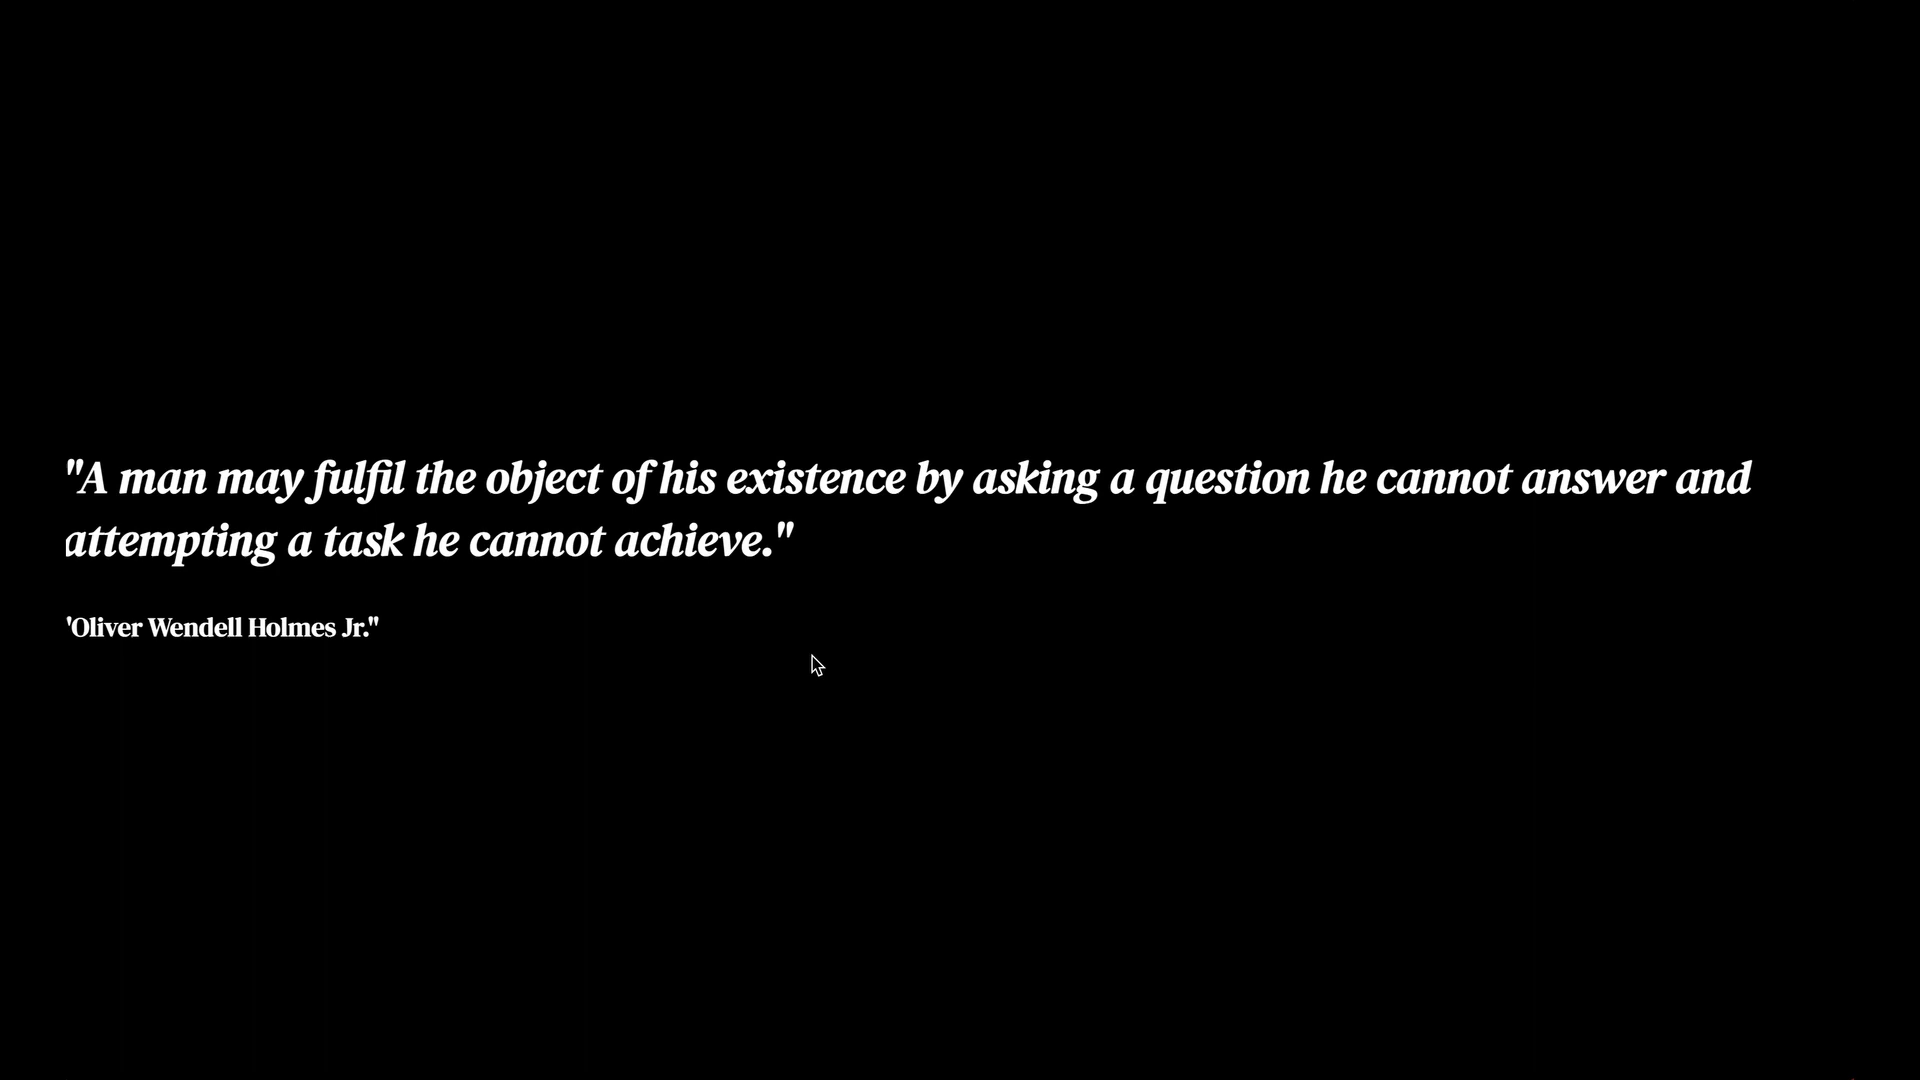 "A man may fulfil the object of his existence by asking a question he cannot answer and
attempting a task he cannot achieve."
'Oliver Wendell Holmes Jr."